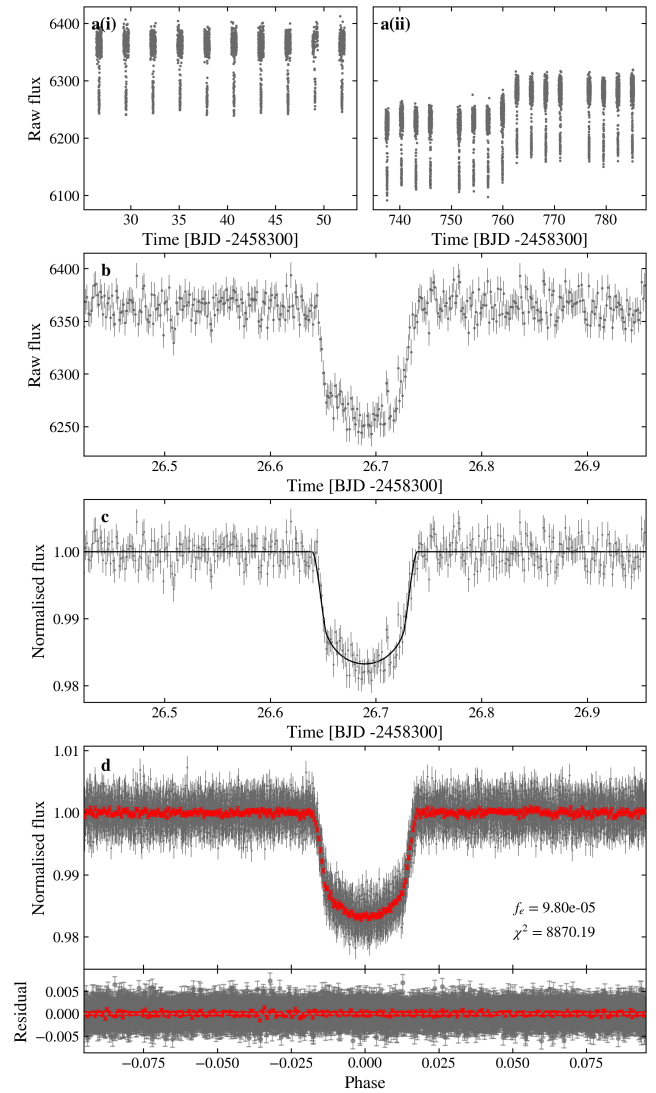 a(i) a(ii)
6400
6300
6200
6100
Raw flux
30 35 40 45 50 740 750 760 770 780
Time [BJD -2458300] Time [BJD -2458300]
b
6400
6350
6300
6250
Raw flux
26.5 26.6 26.7 26.8 26.9
Time [BJD -2458300]
c
1.00
0.99
0.98
Normalised flux
26.5 26.6 26.7 26.8 26.9
Time [BJD -2458300]
d
1.01
1.00
0.99
0.98
Normalised flux
fₑ = 9.80e-05
χ² = 8870.19
0.005
0.000
−0.005
Residual
−0.075 −0.050 −0.025 0.000 0.025 0.050 0.075
Phase